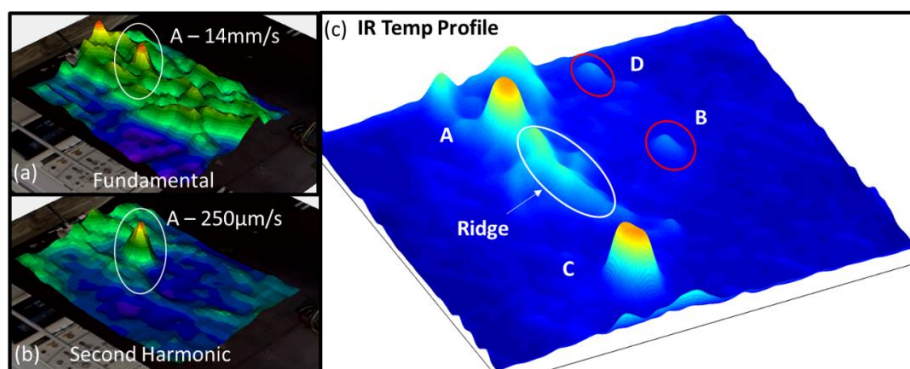 A – 14mm/s
(a)
Fundamental
A – 250µm/s
(b)
Second Harmonic
(c) IR Temp Profile
D
B
A
Ridge
C